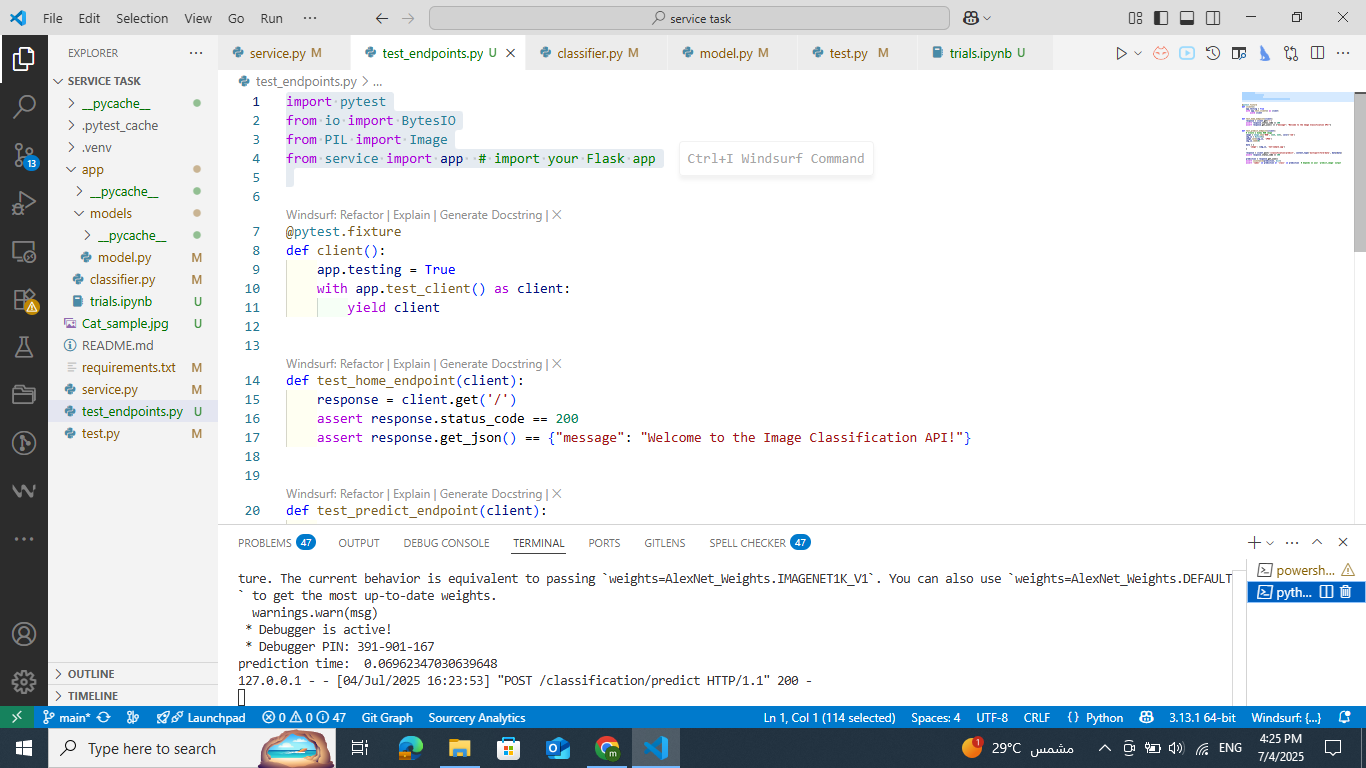 File Edit Selection View Go Run ··· service task
EXPLORER ···
SERVICE TASK
__pycache__
.pytest_cache
.venv
app
__pycache__
models
__pycache__
model.py M
classifier.py M
trials.ipynb U
Cat_sample.jpg U
README.md
requirements.txt M
service.py M
test_endpoints.py U
test.py M
OUTLINE
TIMELINE
13
service.py M test_endpoints.py U classifier.py M model.py M test.py M trials.ipynb U
test_endpoints.py > ...
1 import pytest
2 from io import BytesIO
3 from PIL import Image
4 from service import app  # import your Flask app
Ctrl+I Windsurf Command
5
6
Windsurf: Refactor | Explain | Generate Docstring | X
7 @pytest.fixture
8 def client():
9     app.testing = True
10     with app.test_client() as client:
11         yield client
12
13
Windsurf: Refactor | Explain | Generate Docstring | X
14 def test_home_endpoint(client):
15     response = client.get('/')
16     assert response.status_code == 200
17     assert response.get_json() == {"message": "Welcome to the Image Classification API!"}
18
19
Windsurf: Refactor | Explain | Generate Docstring | X
20 def test_predict_endpoint(client):
PROBLEMS 47 OUTPUT DEBUG CONSOLE TERMINAL PORTS GITLENS SPELL CHECKER 47
ture. The current behavior is equivalent to passing `weights=AlexNet_Weights.IMAGENET1K_V1`. You can also use `weights=AlexNet_Weights.DEFAULT
` to get the most up-to-date weights.
  warnings.warn(msg)
 * Debugger is active!
 * Debugger PIN: 391-901-167
prediction time:  0.06962347030639648
127.0.0.1 - - [04/Jul/2025 16:23:53] "POST /classification/predict HTTP/1.1" 200 -
powersh...
pyth...
main* Launchpad 0 0 47 Git Graph Sourcery Analytics Ln 1, Col 1 (114 selected) Spaces: 4 UTF-8 CRLF {} Python 3.13.1 64-bit Windsurf: {...}
Type here to search 1 29°C مشمس ENG 4:25 PM
7/4/2025